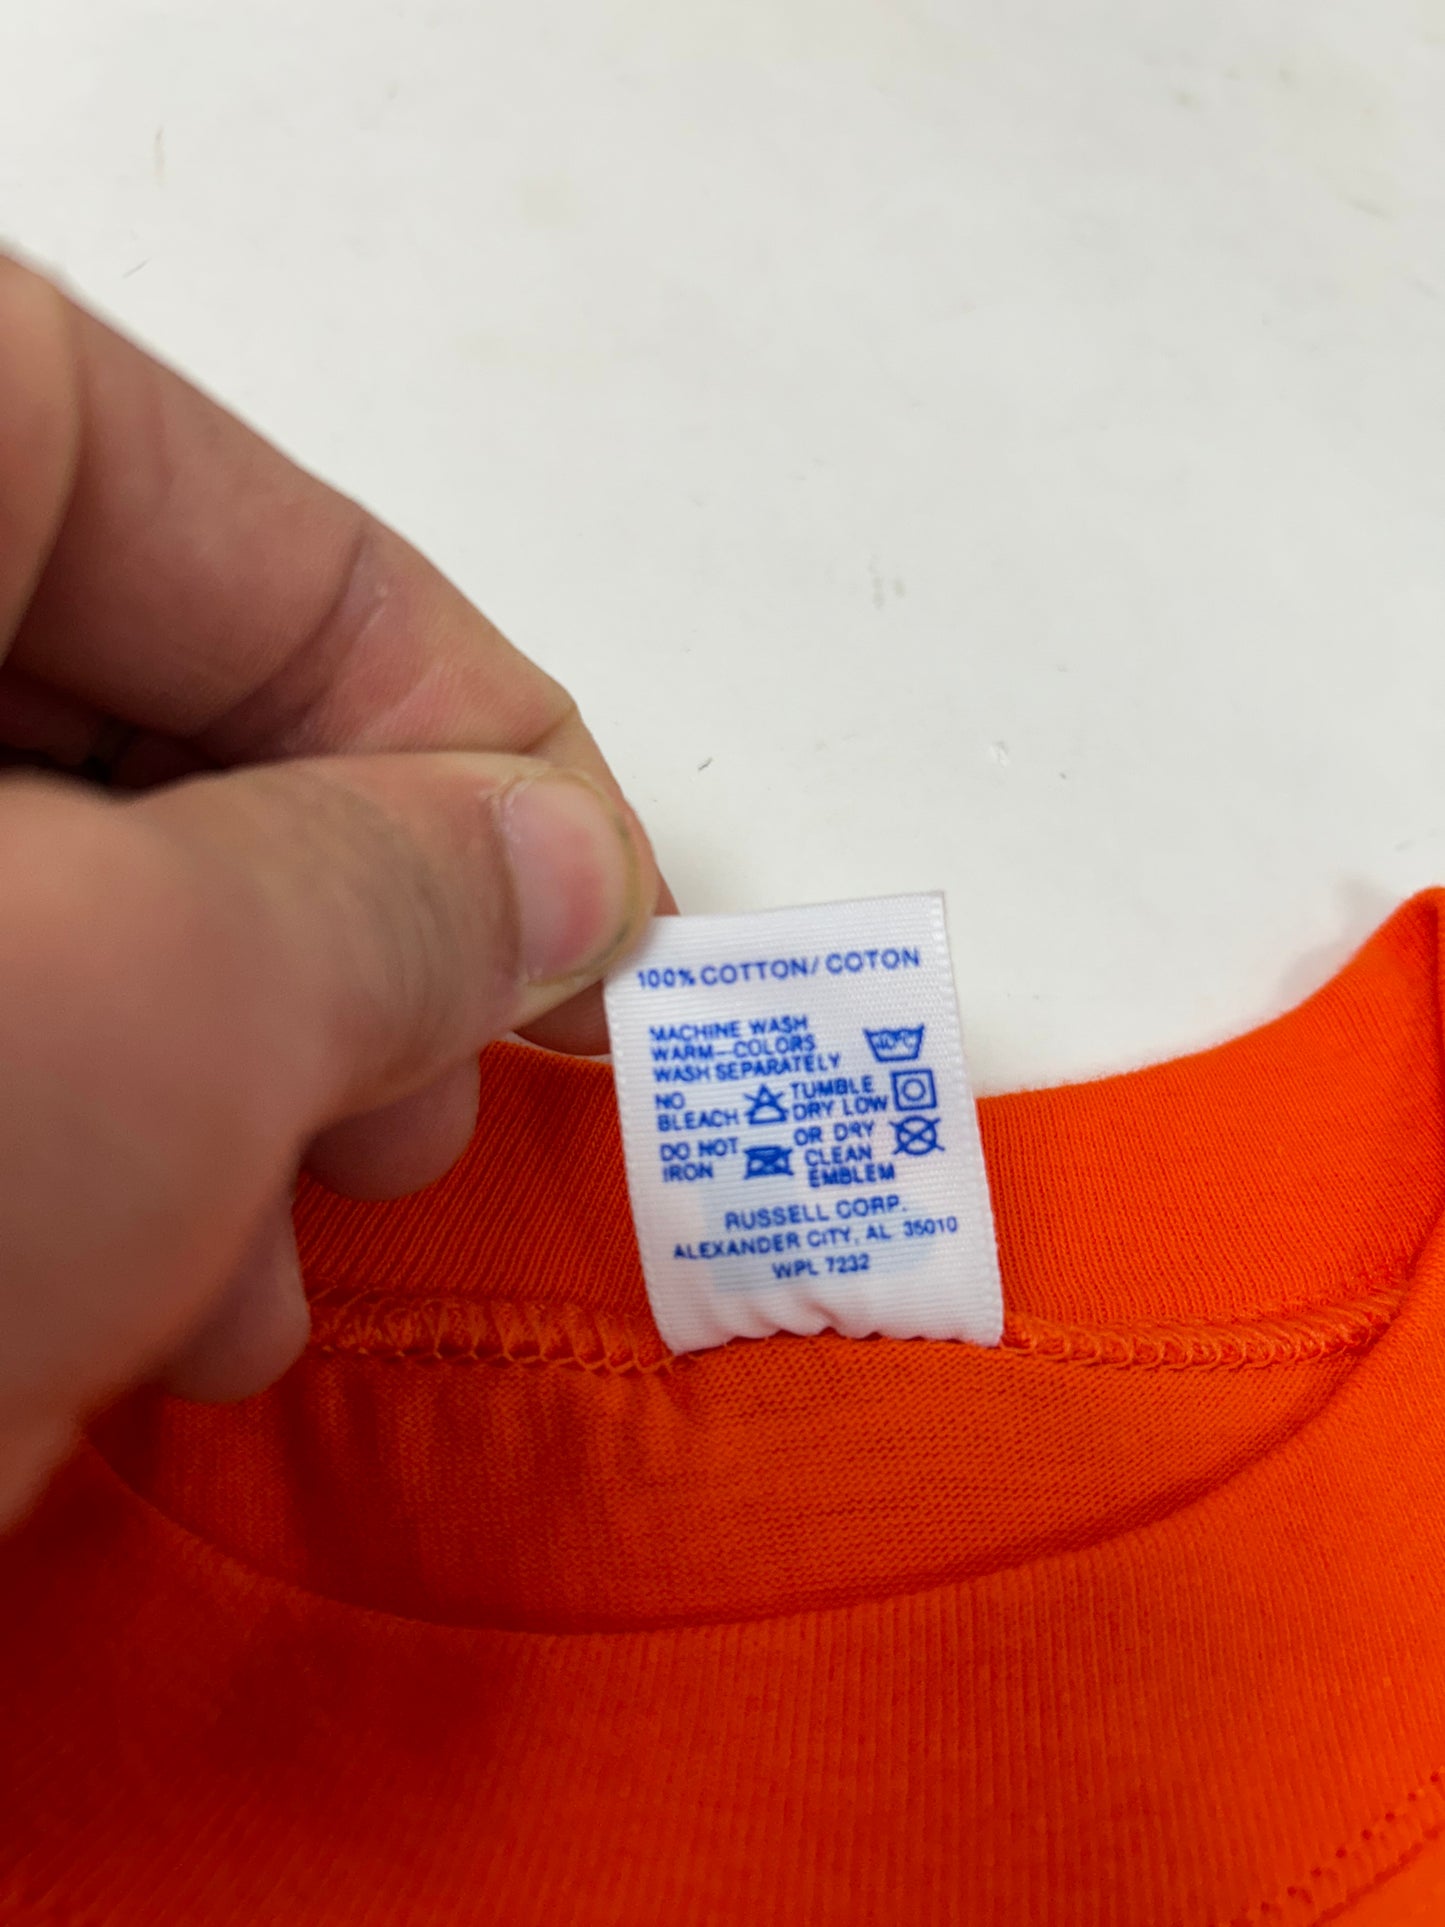 100% COTTON/COTON
MACHINE WASH
WARM—COLORS
WASH SEPARATELY
40°C
NO
BLEACH
TUMBLE
DRY LOW
DO NOT
IRON
OR DRY
CLEAN
EMBLEM
RUSSELL CORP.
ALEXANDER CITY, AL 35010
WPL 7232